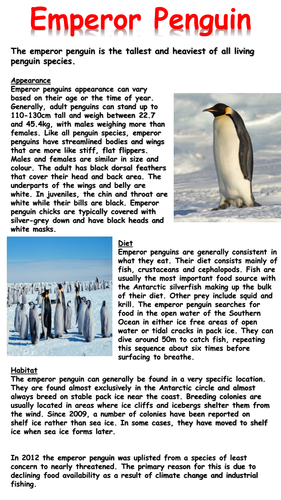 Emperor Penguin
The emperor penguin is the tallest and heaviest of all living
penguin species.
Appearance
Emperor penguins appearance can vary
based on their age or the time of year.
Generally, adult penguins can stand up to
110-130cm tall and weigh between 22.7
and 45.4kg, with males weighing more than
females. Like all penguin species, emperor
penguins have streamlined bodies and wings
that are more like stiff, flat flippers.
Males and females are similar in size and
colour. The adult has black dorsal feathers
that cover their head and back area. The
underparts of the wings and belly are
white. In juveniles, the chin and throat are
white while their bills are black. Emperor
penguin chicks are typically covered with
silver-grey down and have black heads and
white masks.
Diet
Emperor penguins are generally consistent in
what they eat. Their diet consists mainly of
fish, crustaceans and cephalopods. Fish are
usually the most important food source with
the Antarctic silverfish making up the bulk
of their diet. Other prey include squid and
krill. The emperor penguin searches for
food in the open water of the Southern
Ocean in either ice free areas of open
water or tidal cracks in pack ice. They can
dive around 50m to catch fish, repeating
this sequence about six times before
surfacing to breathe.
Habitat
The emperor penguin can generally be found in a very specific location.
They are found almost exclusively in the Antarctic circle and almost
always breed on stable pack ice near the coast. Breeding colonies are
usually located in areas where ice cliffs and icebergs shelter them from
the wind. Since 2009, a number of colonies have been reported on
shelf ice rather than sea ice. In some cases, they have moved to shelf
ice when sea ice forms later.
In 2012 the emperor penguin was uplisted from a species of least
concern to nearly threatened. The primary reason for this is due to
declining food availability as a result of climate change and industrial
fishing.